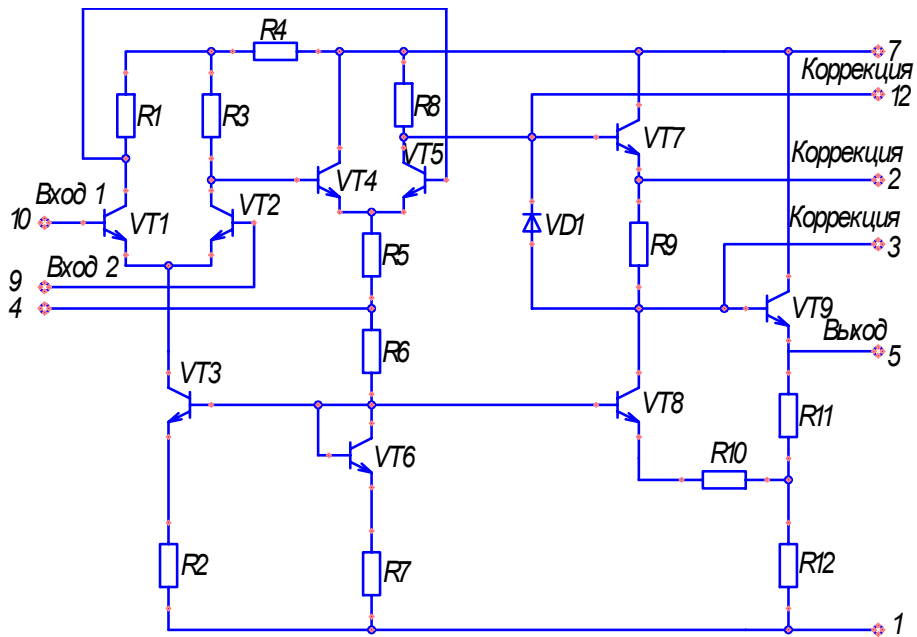 R4
7
Коррекция
12
R1
R3
R8
VT7
VT5
VT4
Коррекция
2
Вход 1
10
VT1
VT2
Коррекция
3
VD1
R9
R5
Вход 2
9
4
VT9
Выход
5
R6
VT3
VT8
R11
VT6
R10
R2
R7
R12
1